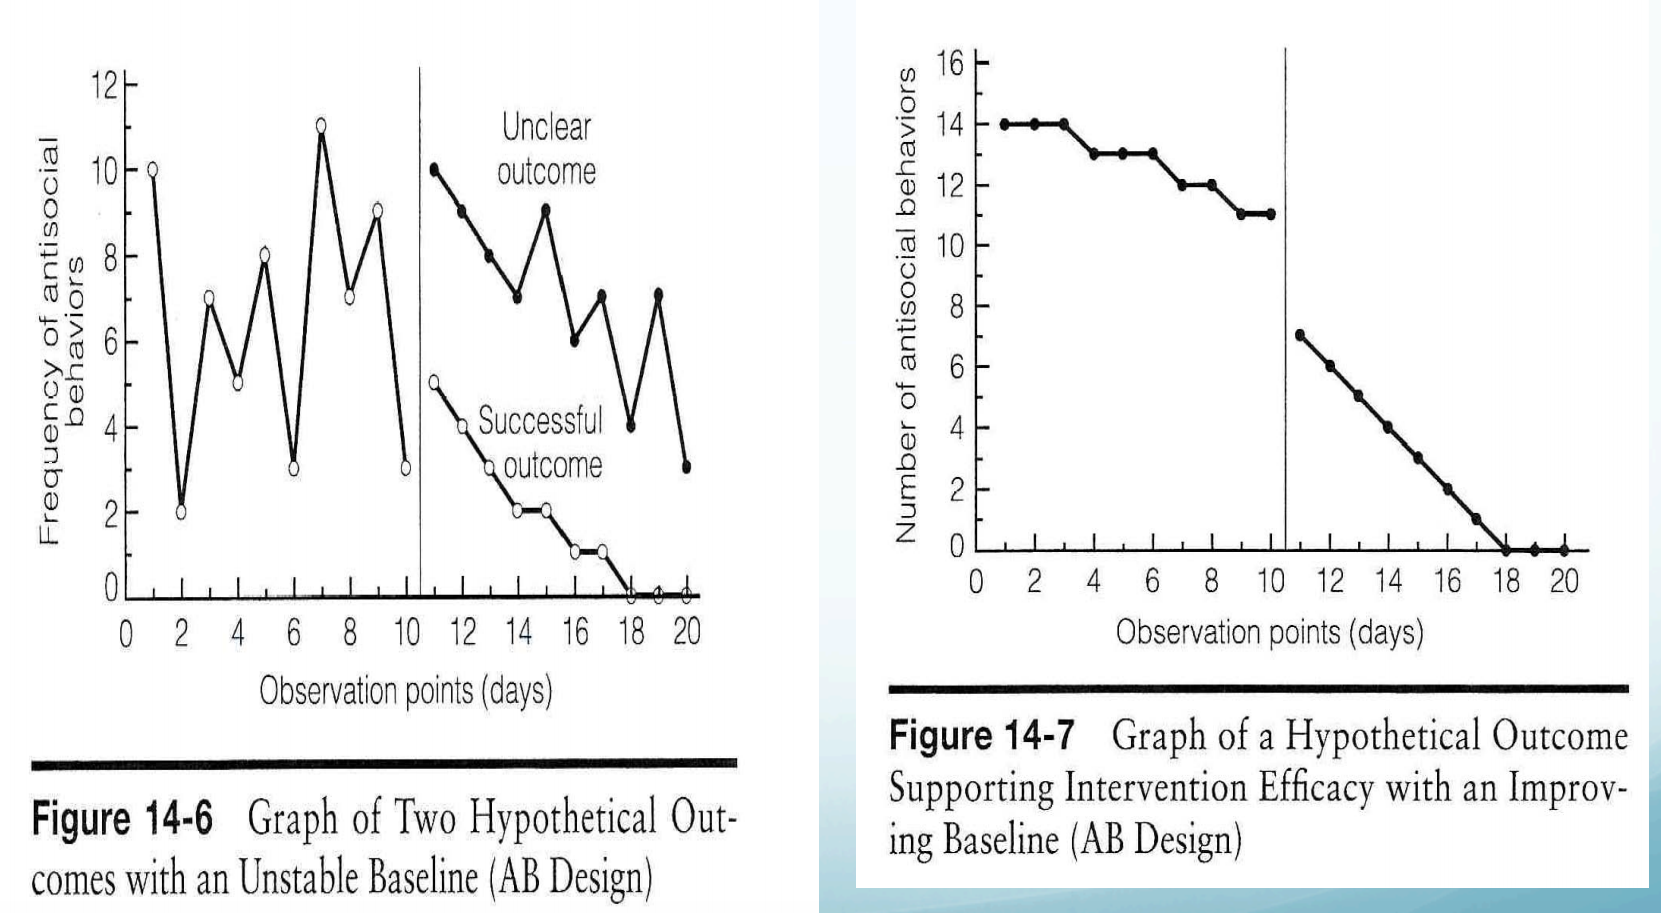 Frequency of antisocial
behaviors
12
10
8
6
4
2
0
Unclear
outcome
Successful
outcome
0 2 4 6 8 10 12 14 16 18 20
Observation points (days)
Figure 14-6 Graph of Two Hypothetical Out-
comes with an Unstable Baseline (AB Design)
Number of antisocial behaviors
16
14
12
10
8
6
4
2
0
0 2 4 6 8 10 12 14 16 18 20
Observation points (days)
Figure 14-7 Graph of a Hypothetical Outcome
Supporting Intervention Efficacy with an Improv-
ing Baseline (AB Design)